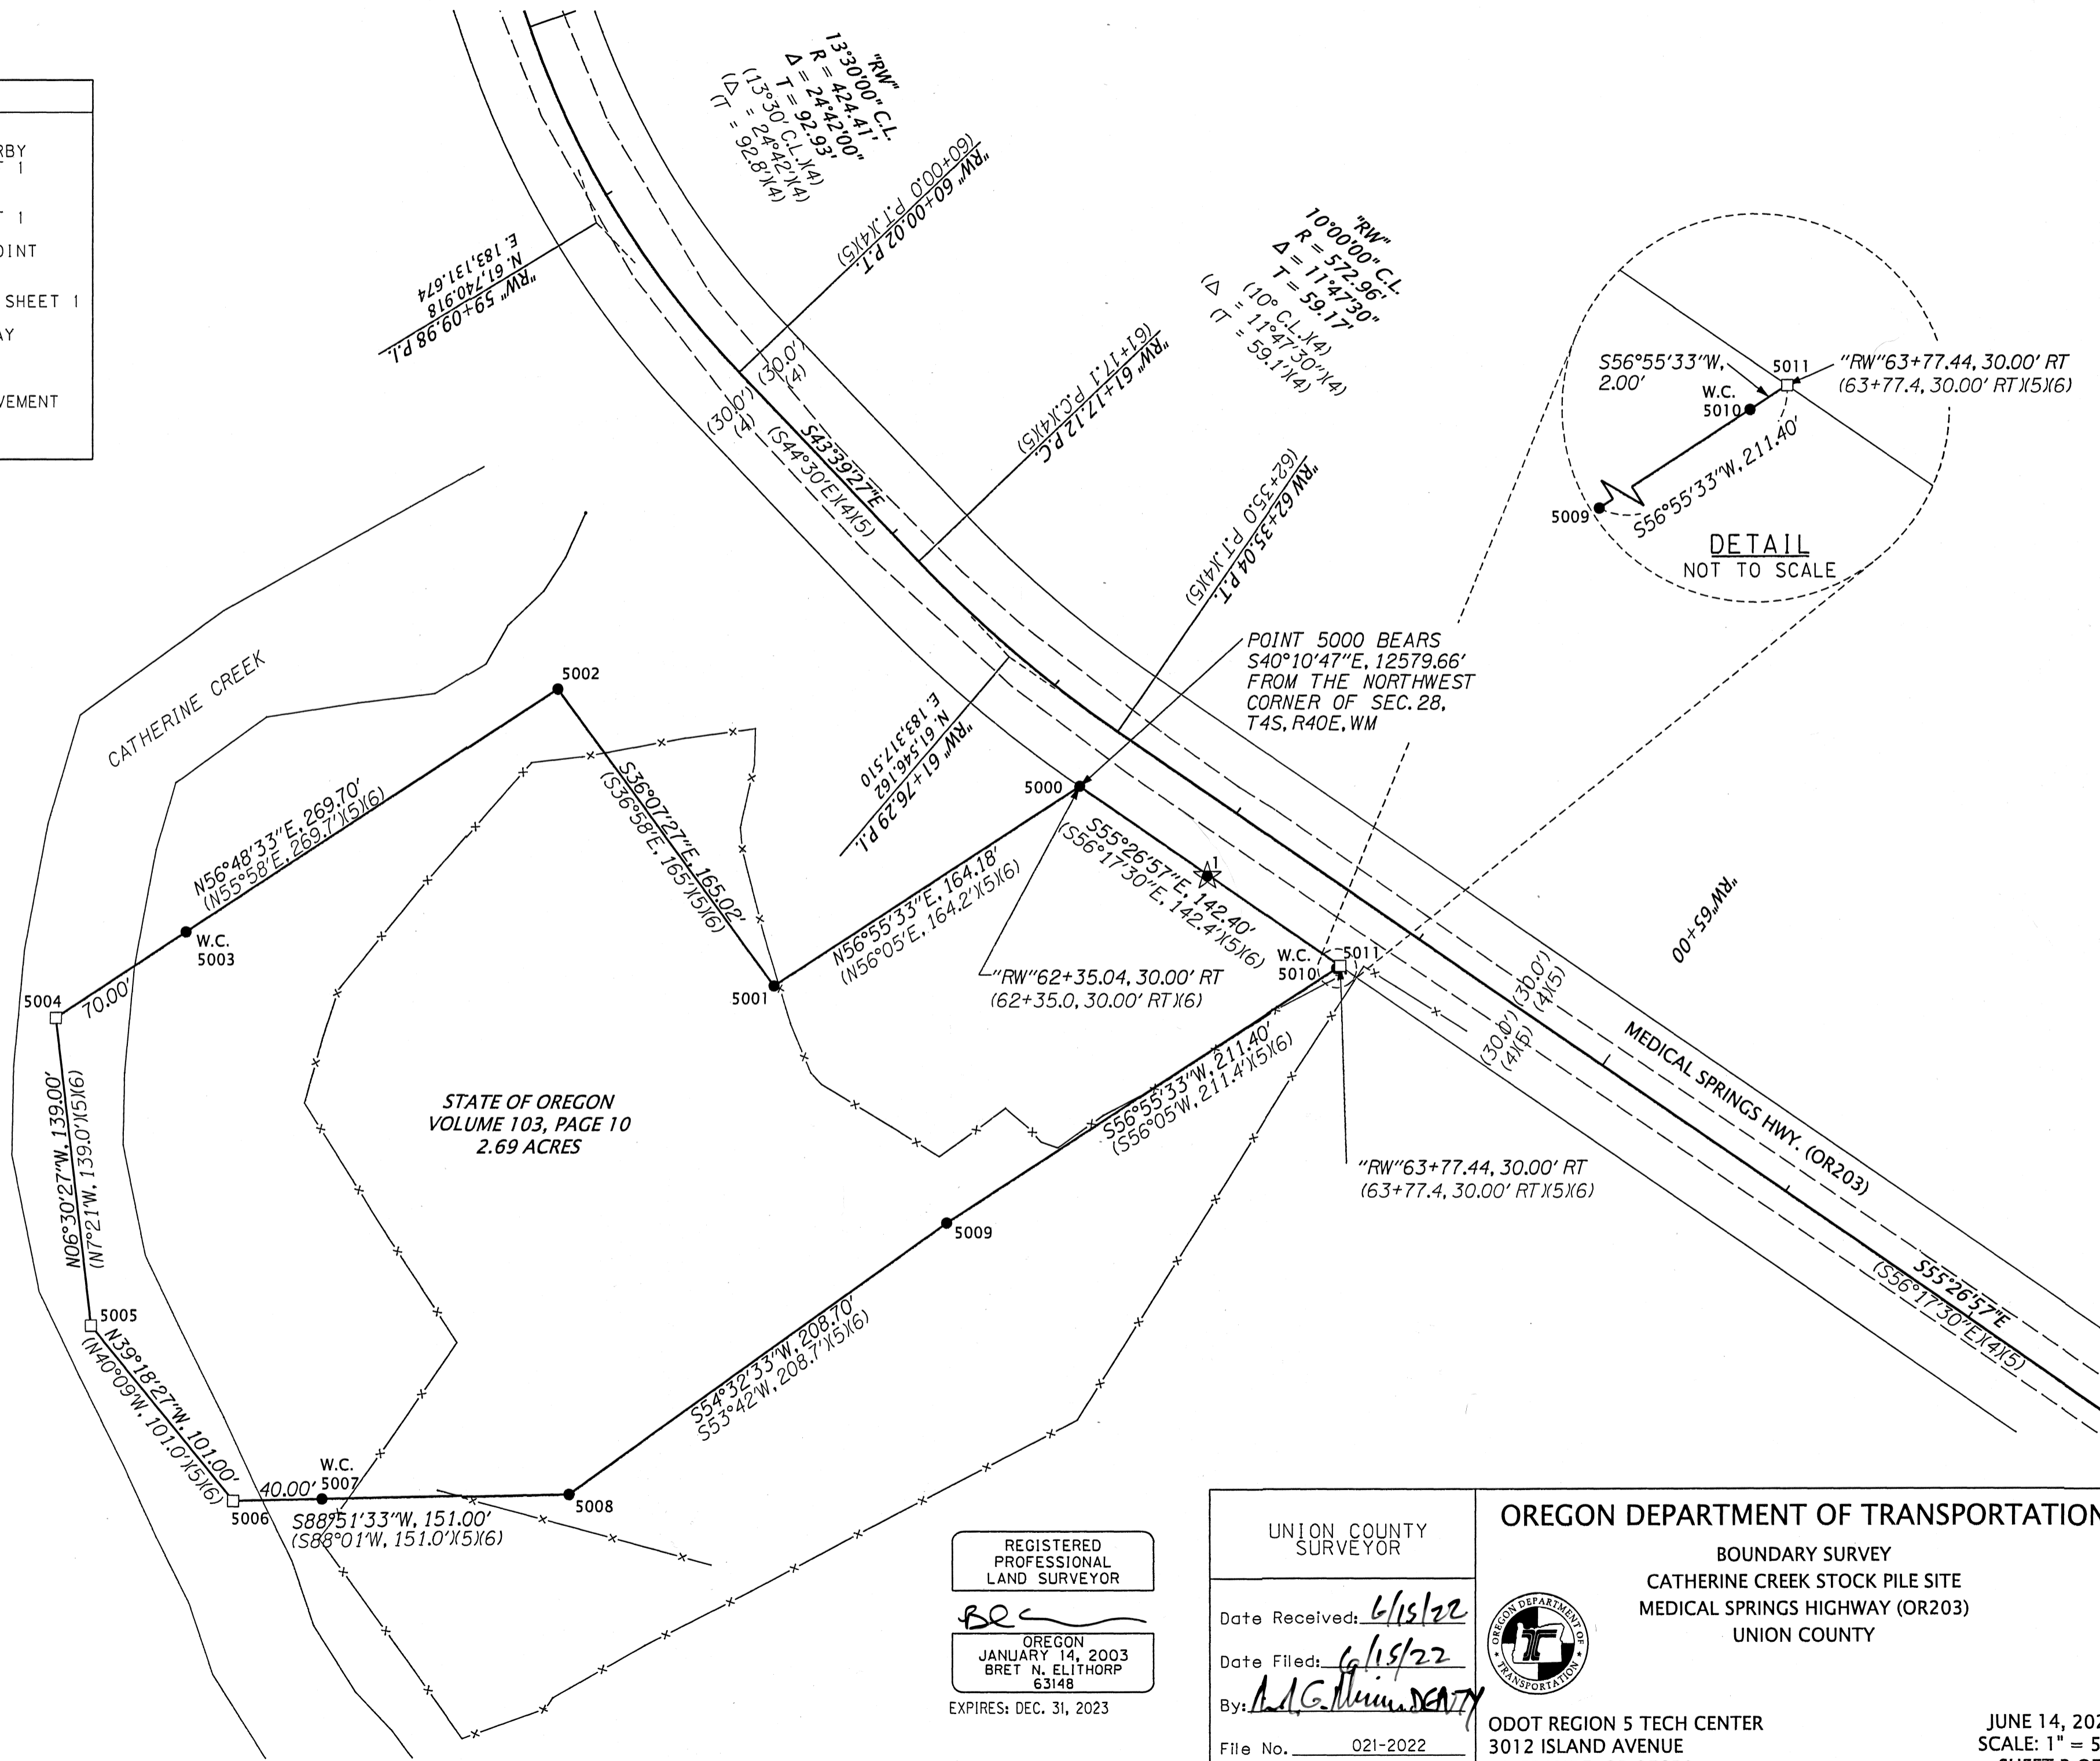 RBY
T 1
T 1
OINT
SHEET 1
AY
VEMENT
"RW"
13°30'00" C.L.
R = 424.41'
Δ = 24°42'00"
T = 92.93'
(13°30' C.L.)(4)
(Δ = 24°42')(4)
(T = 92.8')(4)
"RW" 59+09.98 P.I.
N. 61,740.918
E. 183,131.674
"RW" 60+00.02 P.T.
(60+00.0 P.T.)(4)(5)
"RW"
10°00'00" C.L.
R = 572.96'
Δ = 11°47'30"
T = 59.17'
(10° C.L.)(4)
(Δ = 11°47'30")(4)
(T = 59.1')(4)
"RW" 61+17.12 P.C.
(61+17.1 P.C.)(4)(5)
(30.0')
(4)
(30.0')
(4)
S43°39'27"E
(S44°30'E)(4)(5)
"RW 62+35.04 P.T.
(62+35.0 P.T.)(4)(5)
"RW" 61+76.29 P.I.
N. 61,546.162
E. 183,317.510
S56°55'33"W,
2.00'
5011
"RW"63+77.44, 30.00' RT
(63+77.4, 30.00' RT)(5)(6)
W.C.
5010
5009
S56°55'33"W, 211.40'
DETAIL
NOT TO SCALE
POINT 5000 BEARS
S40°10'47"E, 12579.66'
FROM THE NORTHWEST
CORNER OF SEC. 28,
T4S, R40E, WM
CATHERINE CREEK
5002
N56°48'33"E, 269.70'
(N55°58'E, 269.7')(5)(6)
S36°07'27"E, 165.02'
(S36°58'E, 165')(5)(6)
5000
N56°55'33"E, 164.18'
(N56°05'E, 164.2')(5)(6)
S55°26'57"E, 142.40'
(S56°17'30"E, 142.4')(5)(6)
1
"RW"65+00
W.C.
5003
5004
70.00'
5001
"RW"62+35.04, 30.00' RT
(62+35.0, 30.00' RT)(6)
W.C.
5010
5011
(30.0')
(4)(5)
(30.0')
(4)(5)
MEDICAL SPRINGS HWY. (OR203)
S56°55'33"W, 211.40'
(S56°05'W, 211.4')(5)(6)
STATE OF OREGON
VOLUME 103, PAGE 10
2.69 ACRES
N06°30'27"W, 139.00'
(N7°21'W, 139.0')(5)(6)
"RW"63+77.44, 30.00' RT
(63+77.4, 30.00' RT)(5)(6)
5009
S55°26'57"E
(S56°17'30"E)(4)(5)
5005
N39°18'27"W, 101.00'
(N40°09'W, 101.0')(5)(6)
S54°32'33"W, 208.70'
S53°42'W, 208.7')(5)(6)
W.C.
5007
40.00'
5006
5008
S88°51'33"W, 151.00'
(S88°01'W, 151.0')(5)(6)
REGISTERED
PROFESSIONAL
LAND SURVEYOR
OREGON
JANUARY 14, 2003
BRET N. ELITHORP
63148
EXPIRES: DEC. 31, 2023
UNION COUNTY
SURVEYOR
Date Received: 6/15/22
Date Filed: 6/15/22
By:
File No. 021-2022
OREGON DEPARTMENT OF TRANSPORTATION
BOUNDARY SURVEY
CATHERINE CREEK STOCK PILE SITE
MEDICAL SPRINGS HIGHWAY (OR203)
UNION COUNTY
OREGON DEPARTMENT OF TRANSPORTATION
ODOT REGION 5 TECH CENTER
3012 ISLAND AVENUE
JUNE 14, 202
SCALE: 1" = 5